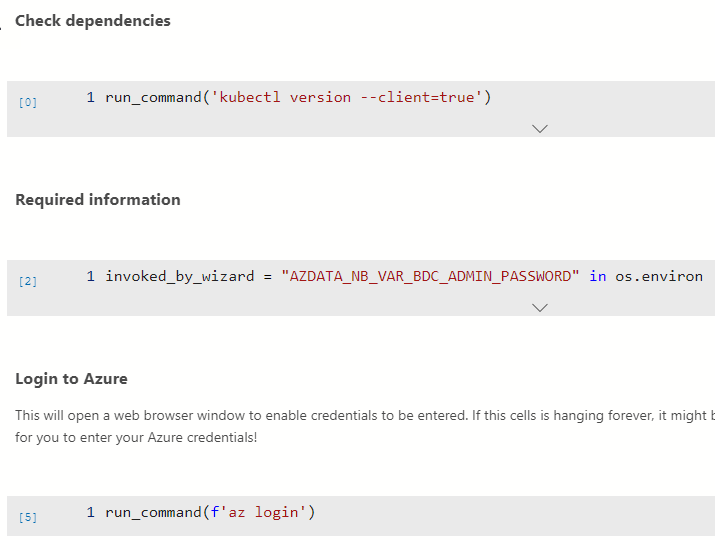 Check dependencies
[0] 1 run_command('kubectl version --client=true')
Required information
[2] 1 invoked_by_wizard = "AZDATA_NB_VAR_BDC_ADMIN_PASSWORD" in os.environ
Login to Azure
This will open a web browser window to enable credentials to be entered. If this cells is hanging forever, it might
for you to enter your Azure credentials!
[5] 1 run_command(f'az login')